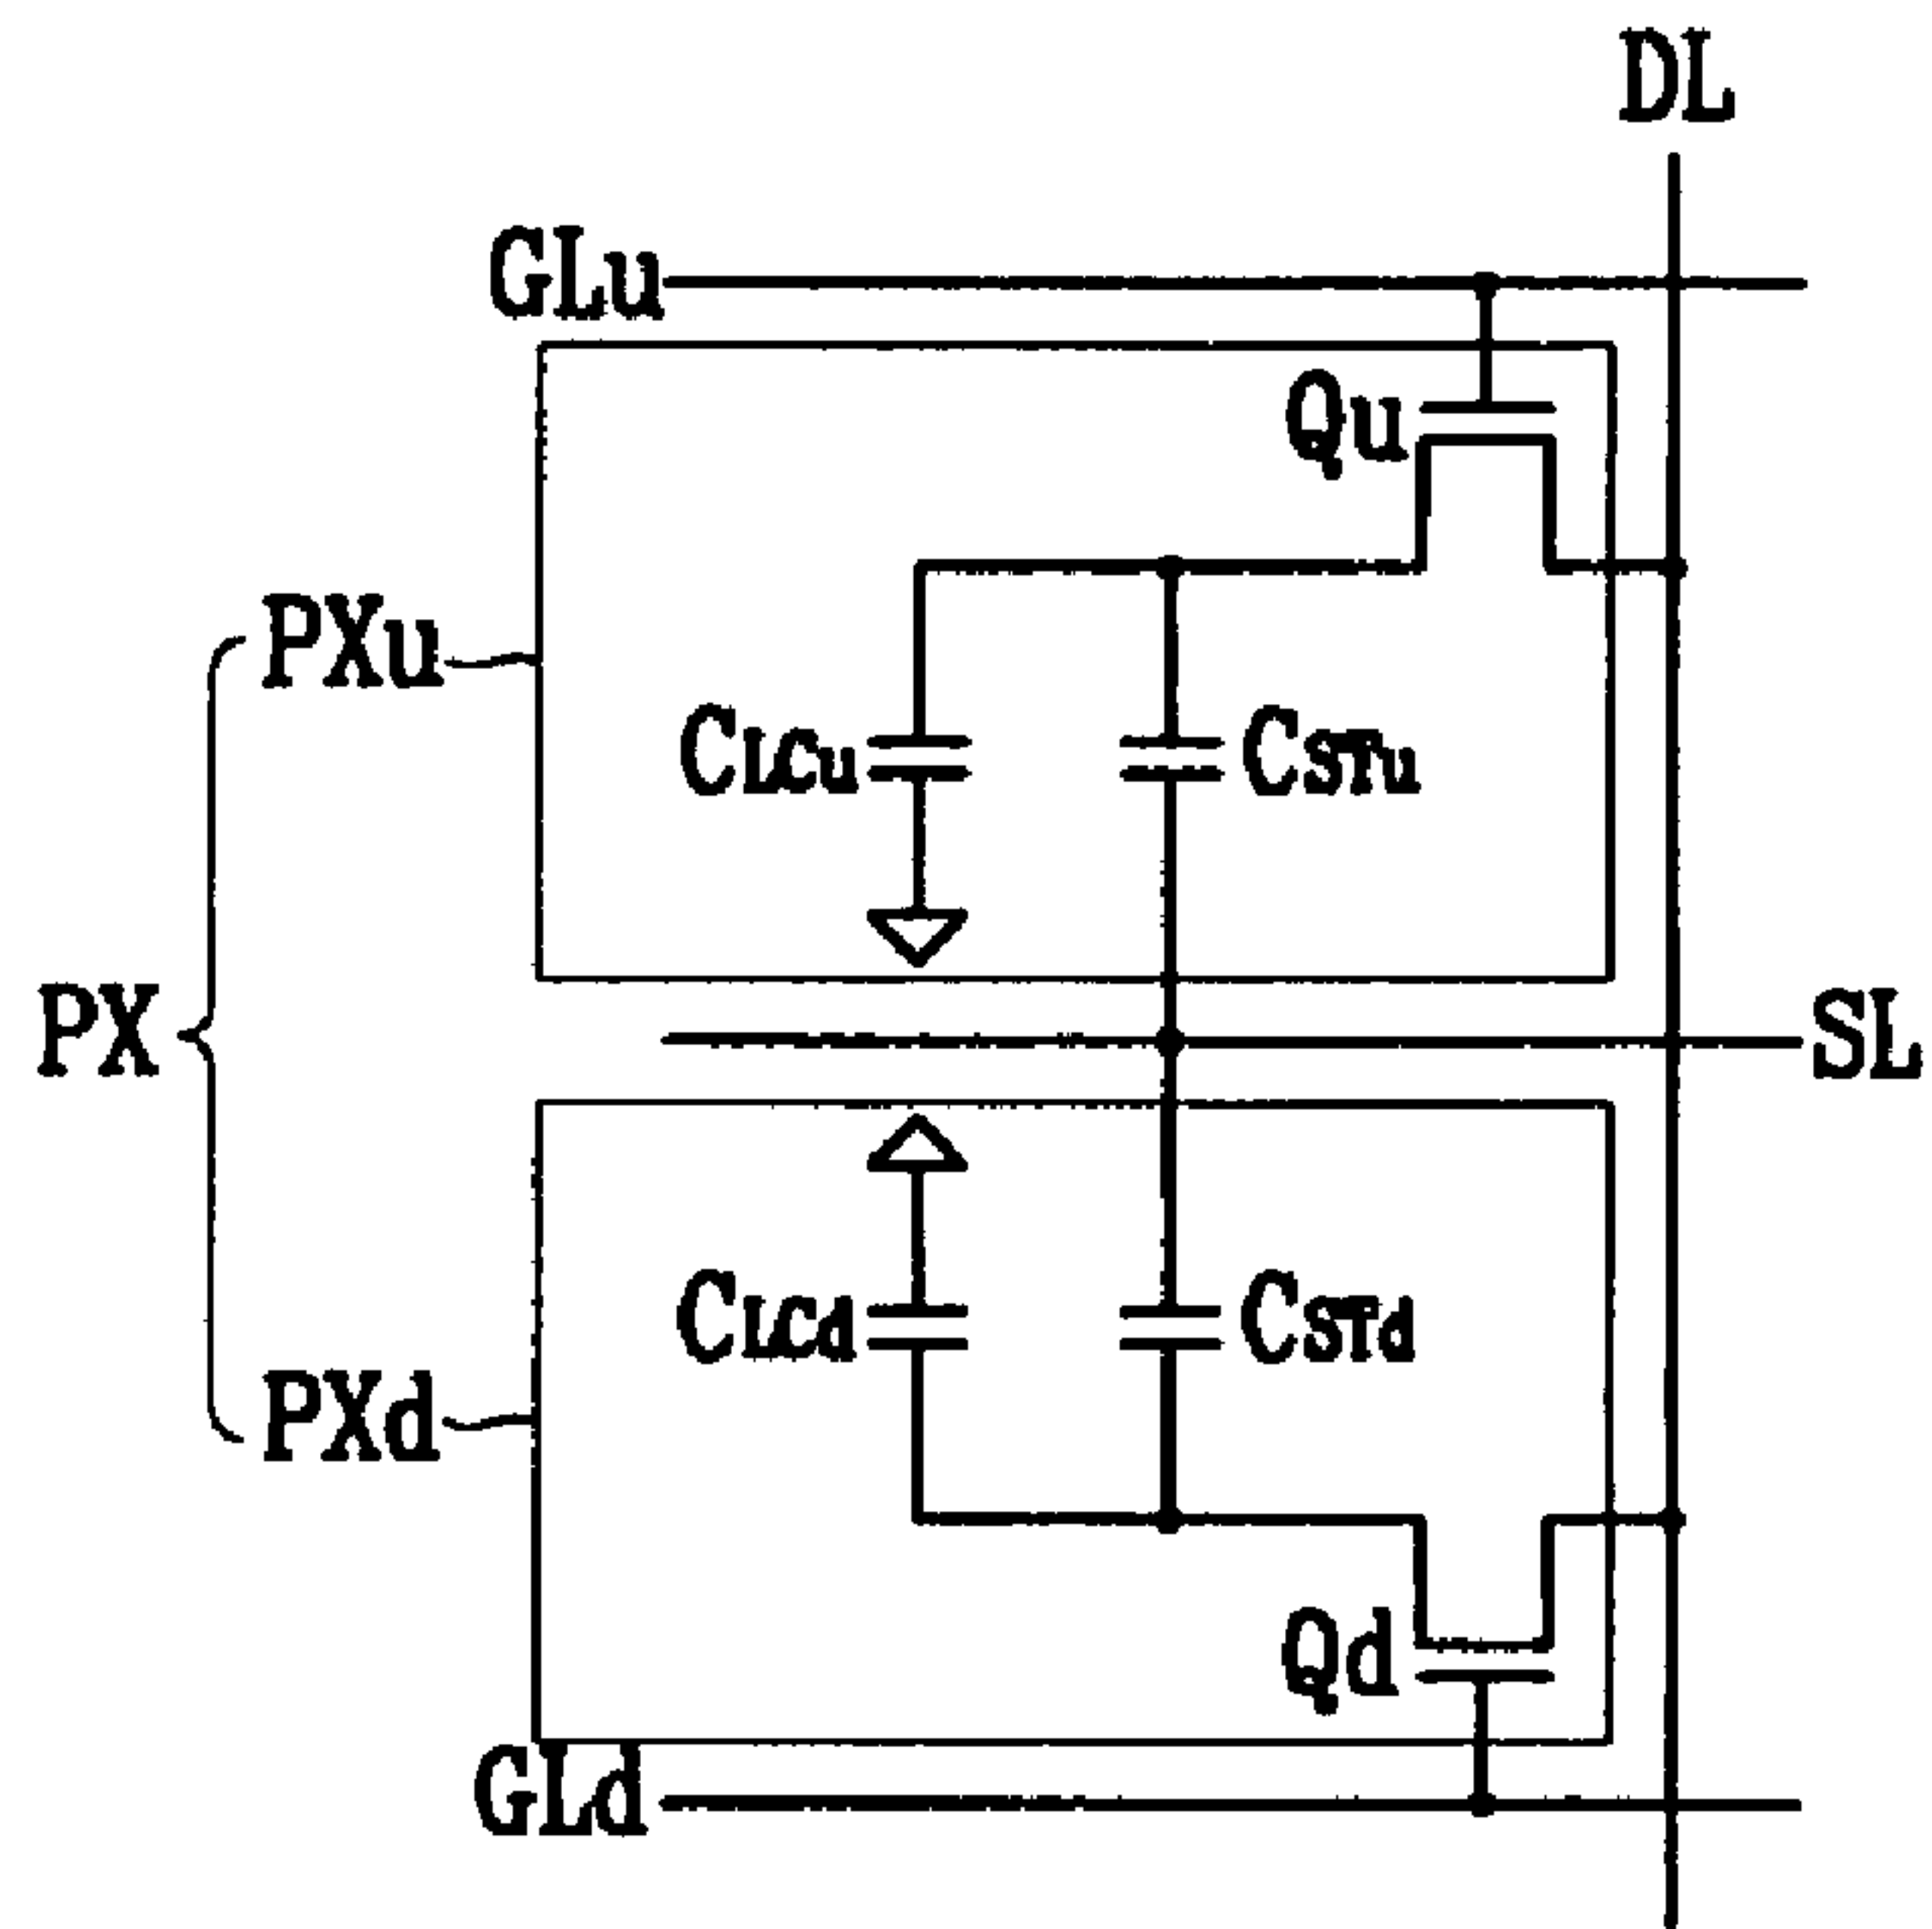 DL
GLu
Qu
PXu
CLCu
CSTu
PX
SL
CLCd
CSTd
PXd
Qd
GLd